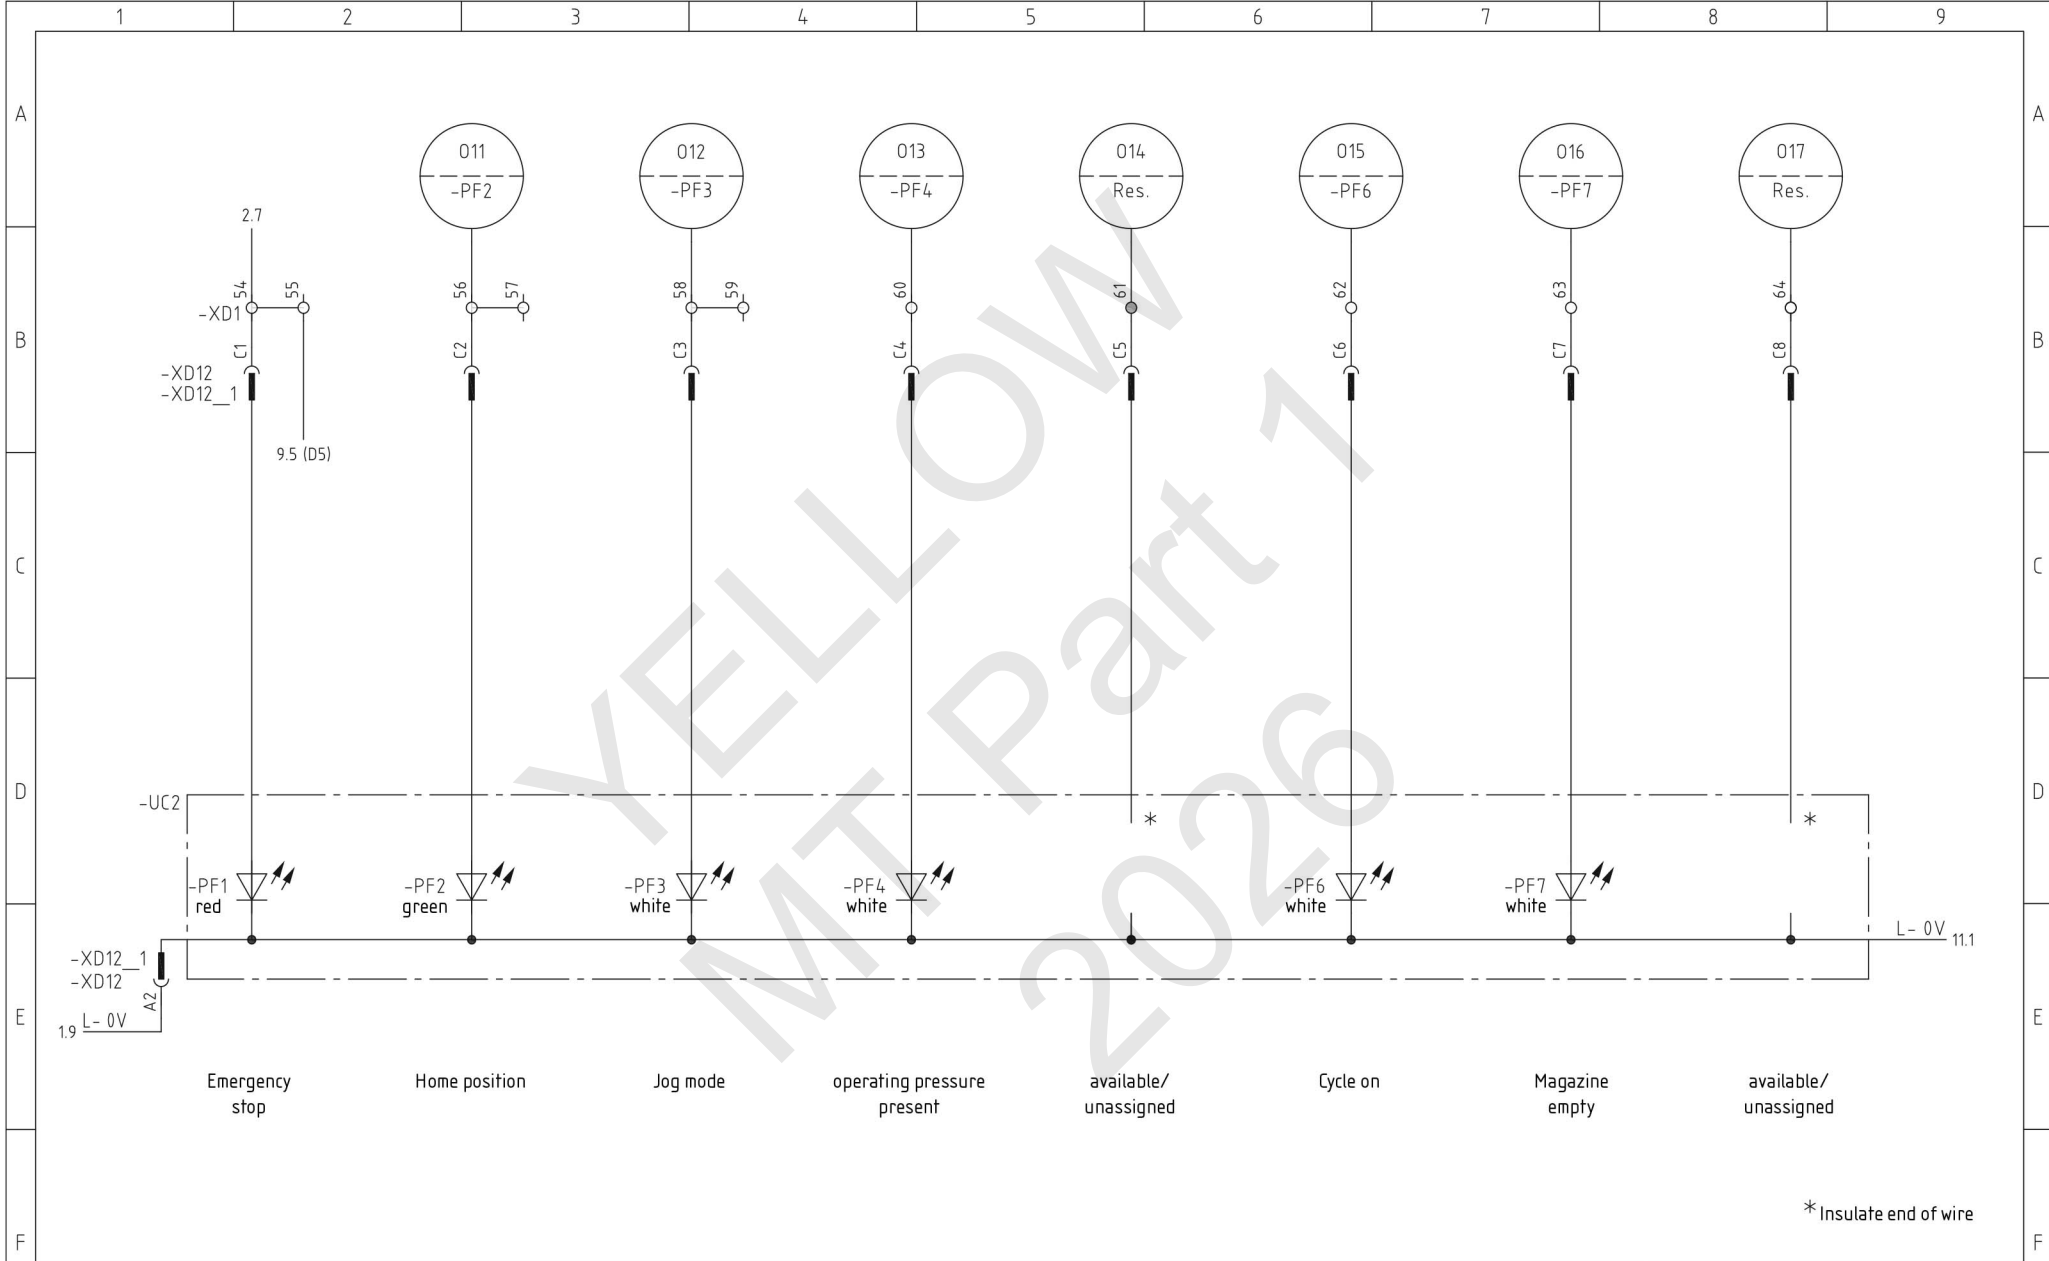 1 2 3 4 5 6 7 8 9
A A
O11 O12 O13 O14 O15 O16 O17
-PF2 -PF3 -PF4 Res. -PF6 -PF7 Res.
2.7
54 55 56 57 58 59 60 61 62 63 64
-XD1
B B
C1 C2 C3 C4 C5 C6 C7 C8
-XD12
-XD12__1
9.5 (D5)
YELLOW
MT Part 1
2026
C C
D D
-UC2
* *
-PF1 -PF2 -PF3 -PF4 -PF6 -PF7
red green white white white white
L- 0V 11.1
-XD12__1
-XD12
A2
E E
1.9 L- 0V
Emergency Home position Jog mode operating pressure available/ Cycle on Magazine available/
stop present unassigned empty unassigned
* Insulate end of wire
F F